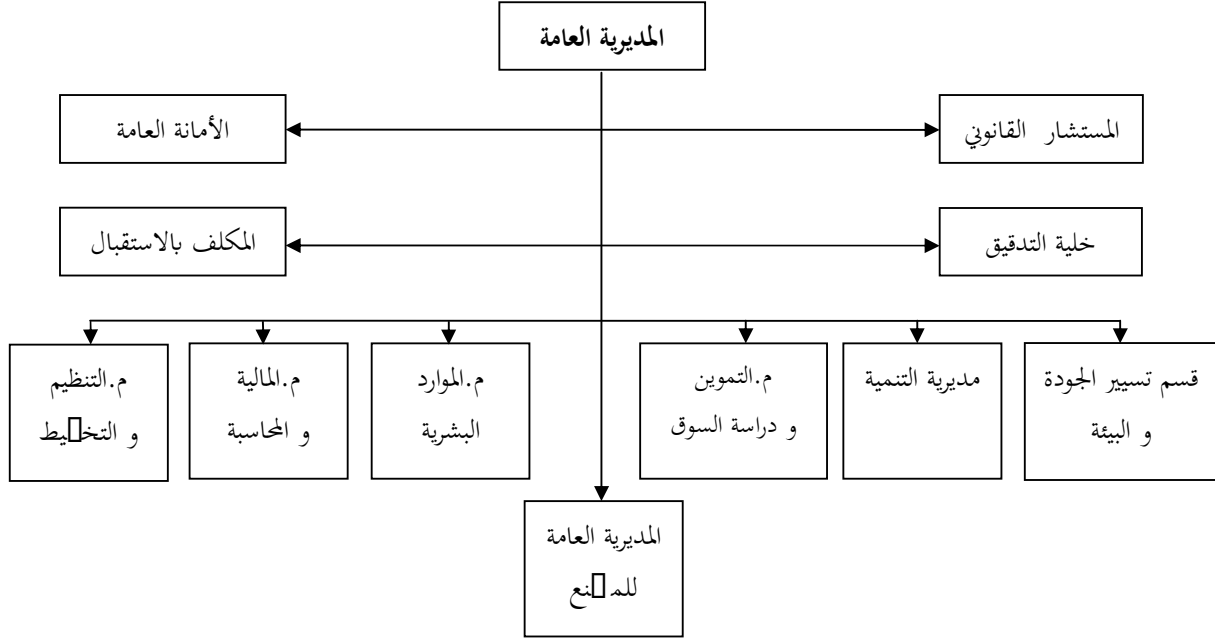 المديرية العامة
المستشار القانوني
الأمانة العامة
خلية التدقيق
المكلف بالاستقبال
قسم تسيير الجودة
و البيئة
مديرية التنمية
م.التموين
و دراسة السوق
م.الموارد
البشرية
م.المالية
و المحاسبة
م.التنظيم
و
المديرية العامة